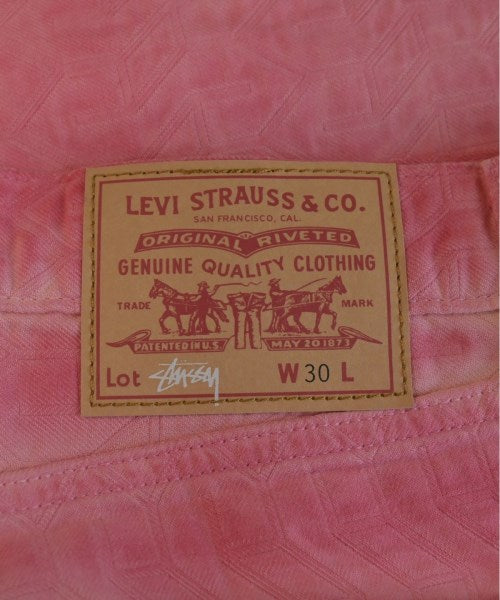 LEVI STRAUSS & CO.
SAN FRANCISCO, CAL.
ORIGINAL RIVETED
GENUINE QUALITY CLOTHING
TRADE MARK
PATENTED IN U.S. MAY 20 1873
Lot Stüssy W 30 L